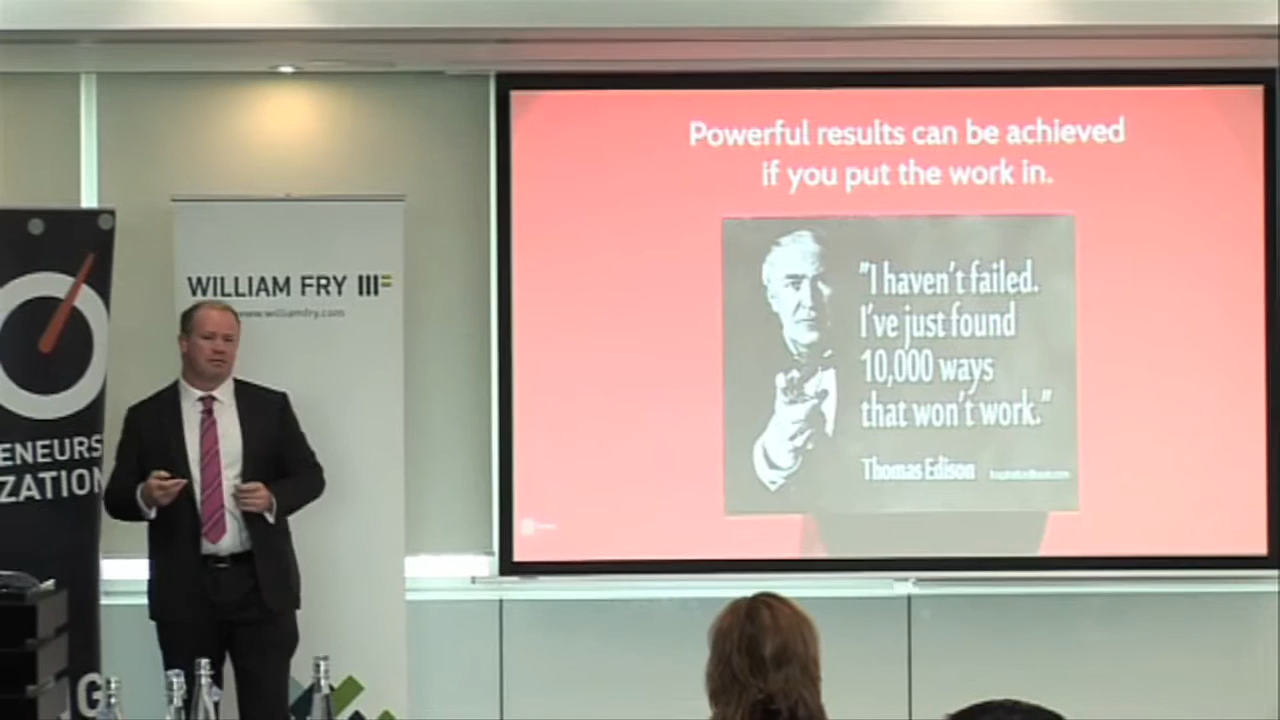 Powerful results can be achieved
if you put the work in.
"I haven't failed.
I've just found
10,000 ways
that won't work."
Thomas Edison
WILLIAM FRY
www.williamfry.com
ENEURS
ZATION
G